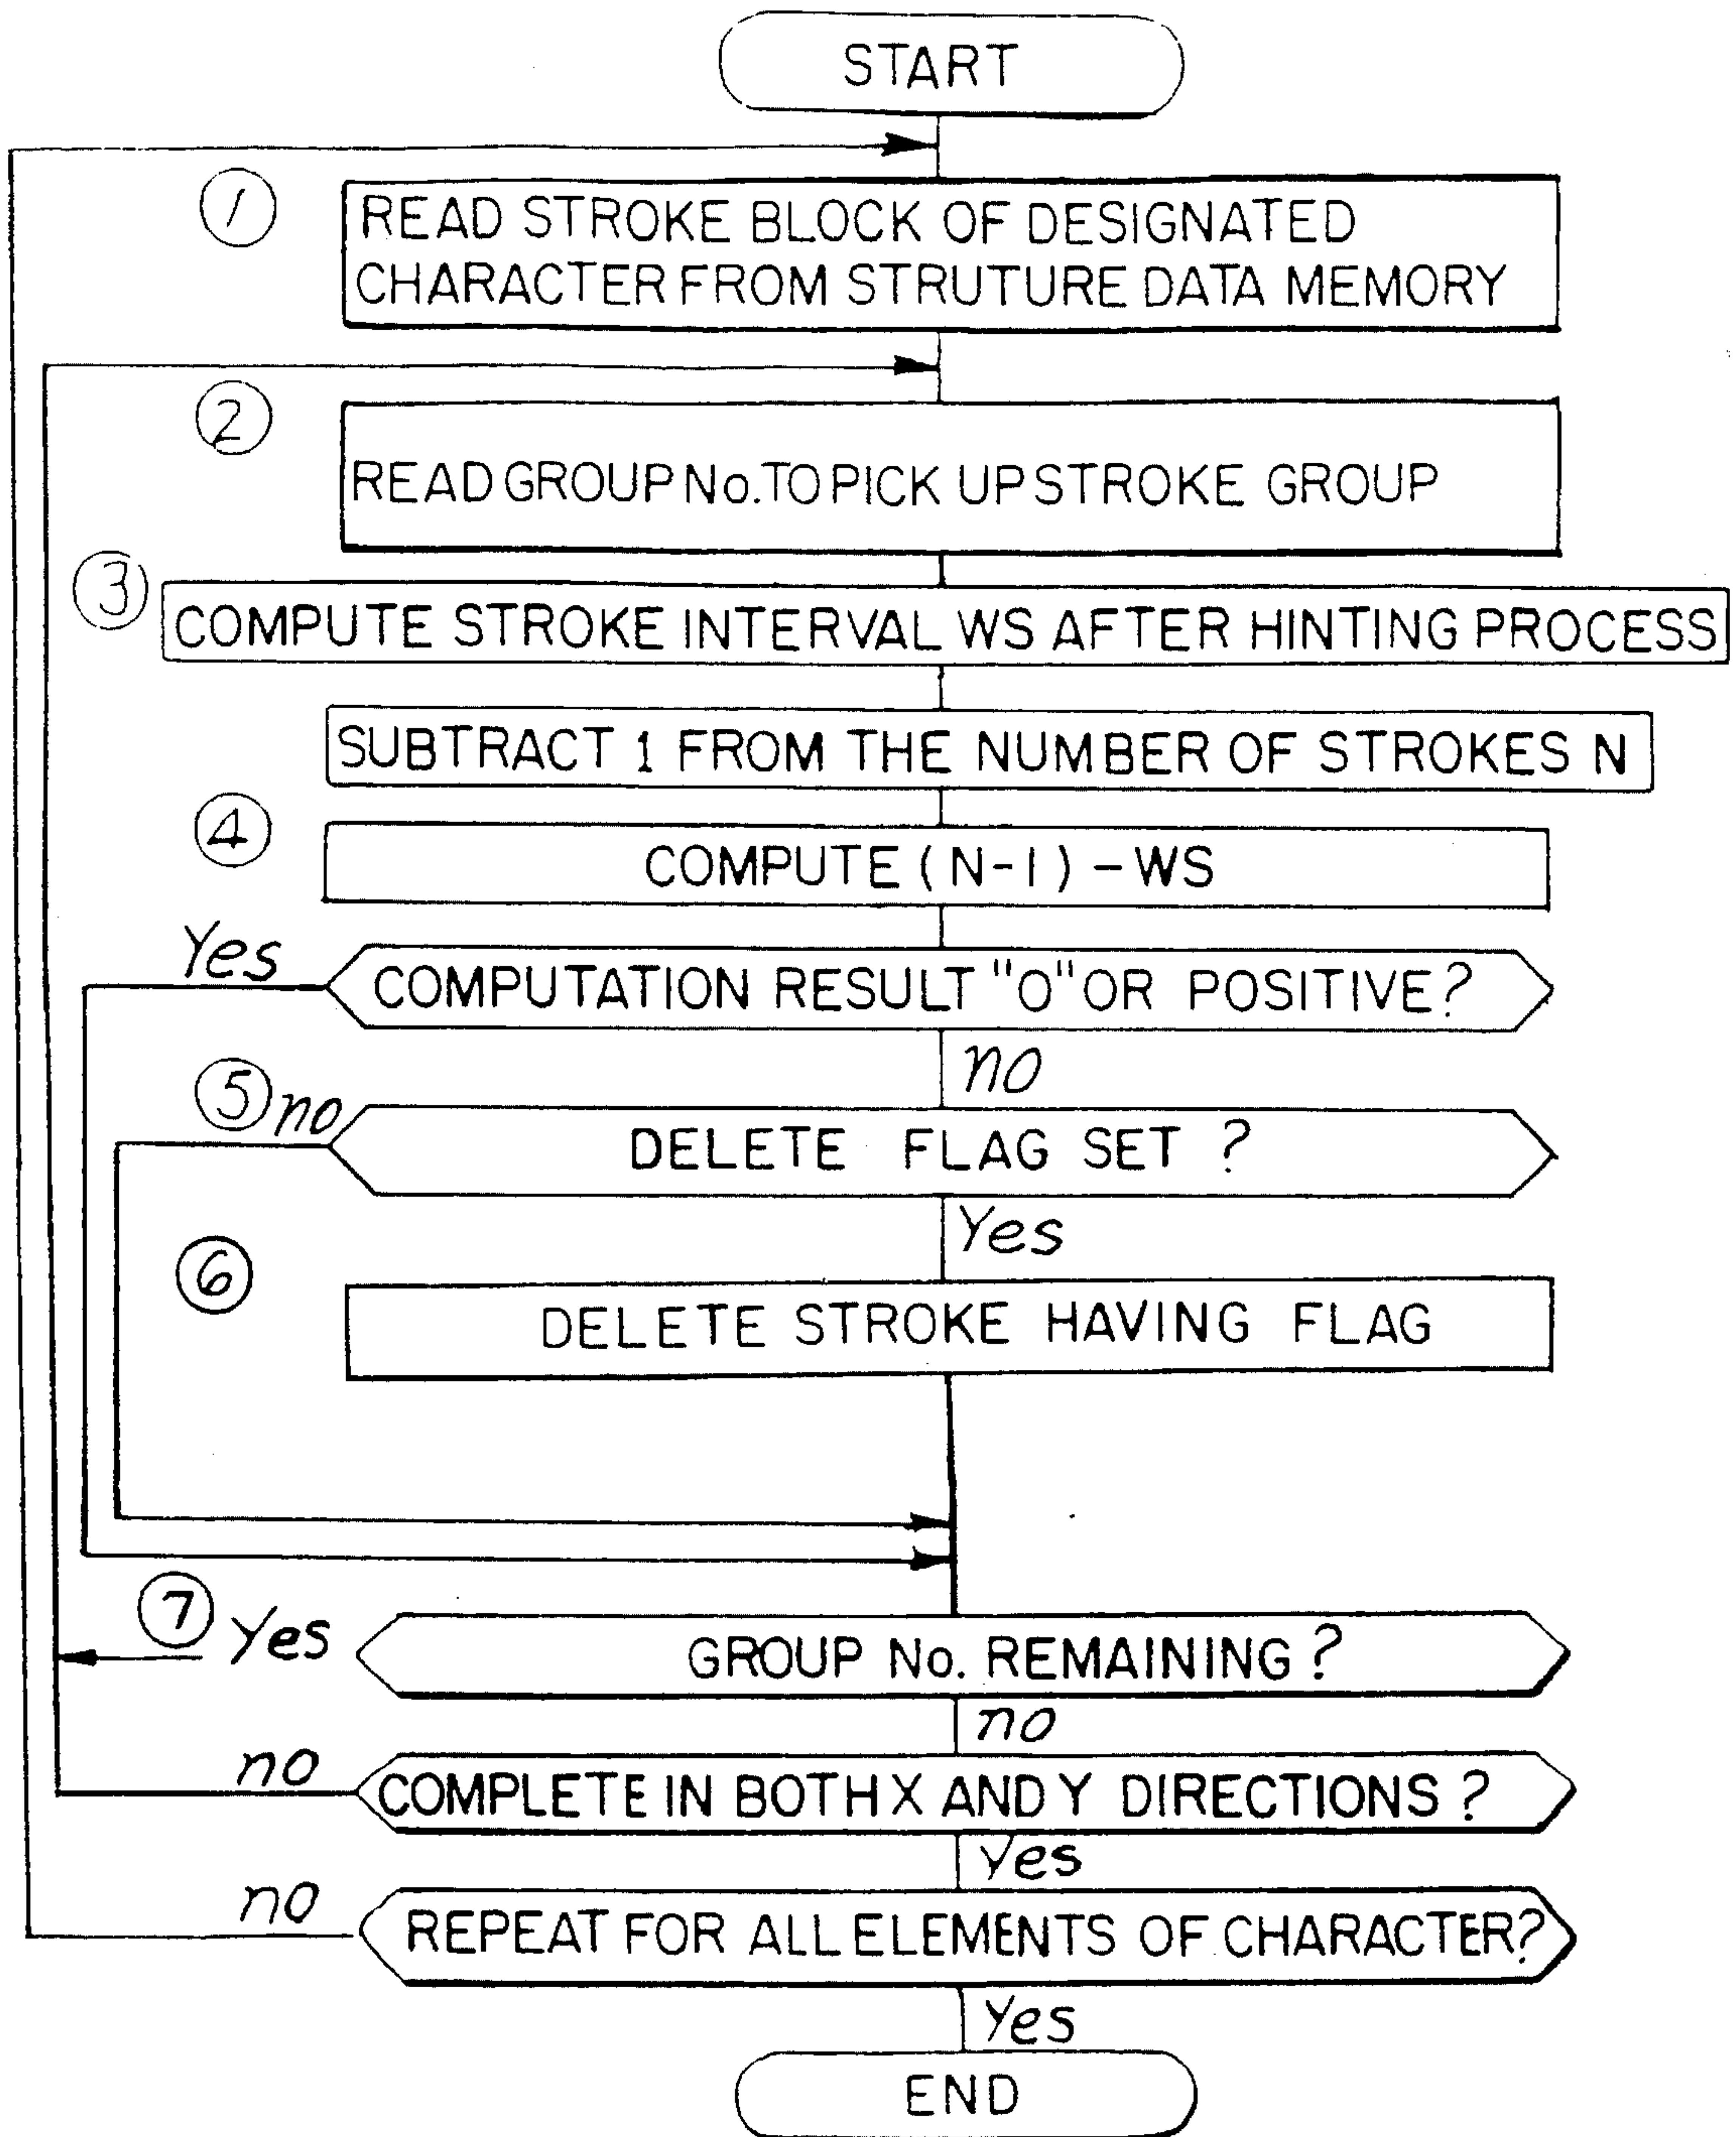 START
1
READ STROKE BLOCK OF DESIGNATED
CHARACTER FROM STRUTURE DATA MEMORY
2
READ GROUP No. TO PICK UP STROKE GROUP
3
COMPUTE STROKE INTERVAL WS AFTER HINTING PROCESS
SUBTRACT 1 FROM THE NUMBER OF STROKES N
4
COMPUTE (N-1) - WS
Yes
COMPUTATION RESULT "0" OR POSITIVE?
no
5
no
DELETE FLAG SET ?
Yes
6
DELETE STROKE HAVING FLAG
7
Yes
GROUP No. REMAINING ?
no
no
COMPLETE IN BOTH X AND Y DIRECTIONS ?
Yes
no
REPEAT FOR ALL ELEMENTS OF CHARACTER?
Yes
END